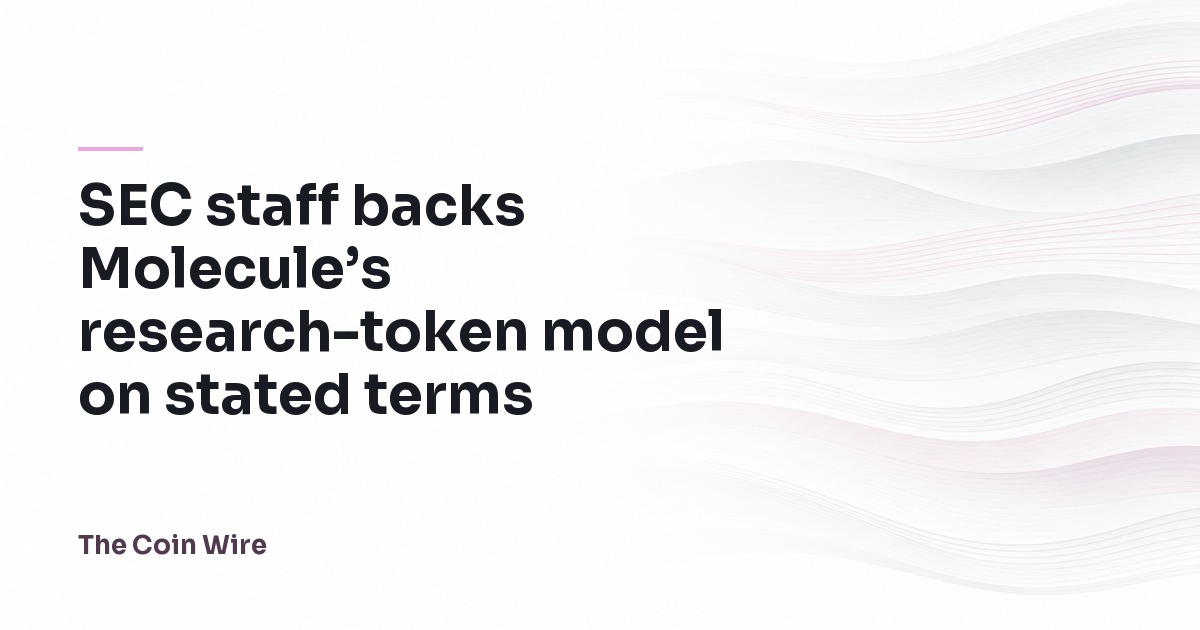 SEC staff backs
Molecule’s
research-token model
on stated terms
The Coin Wire